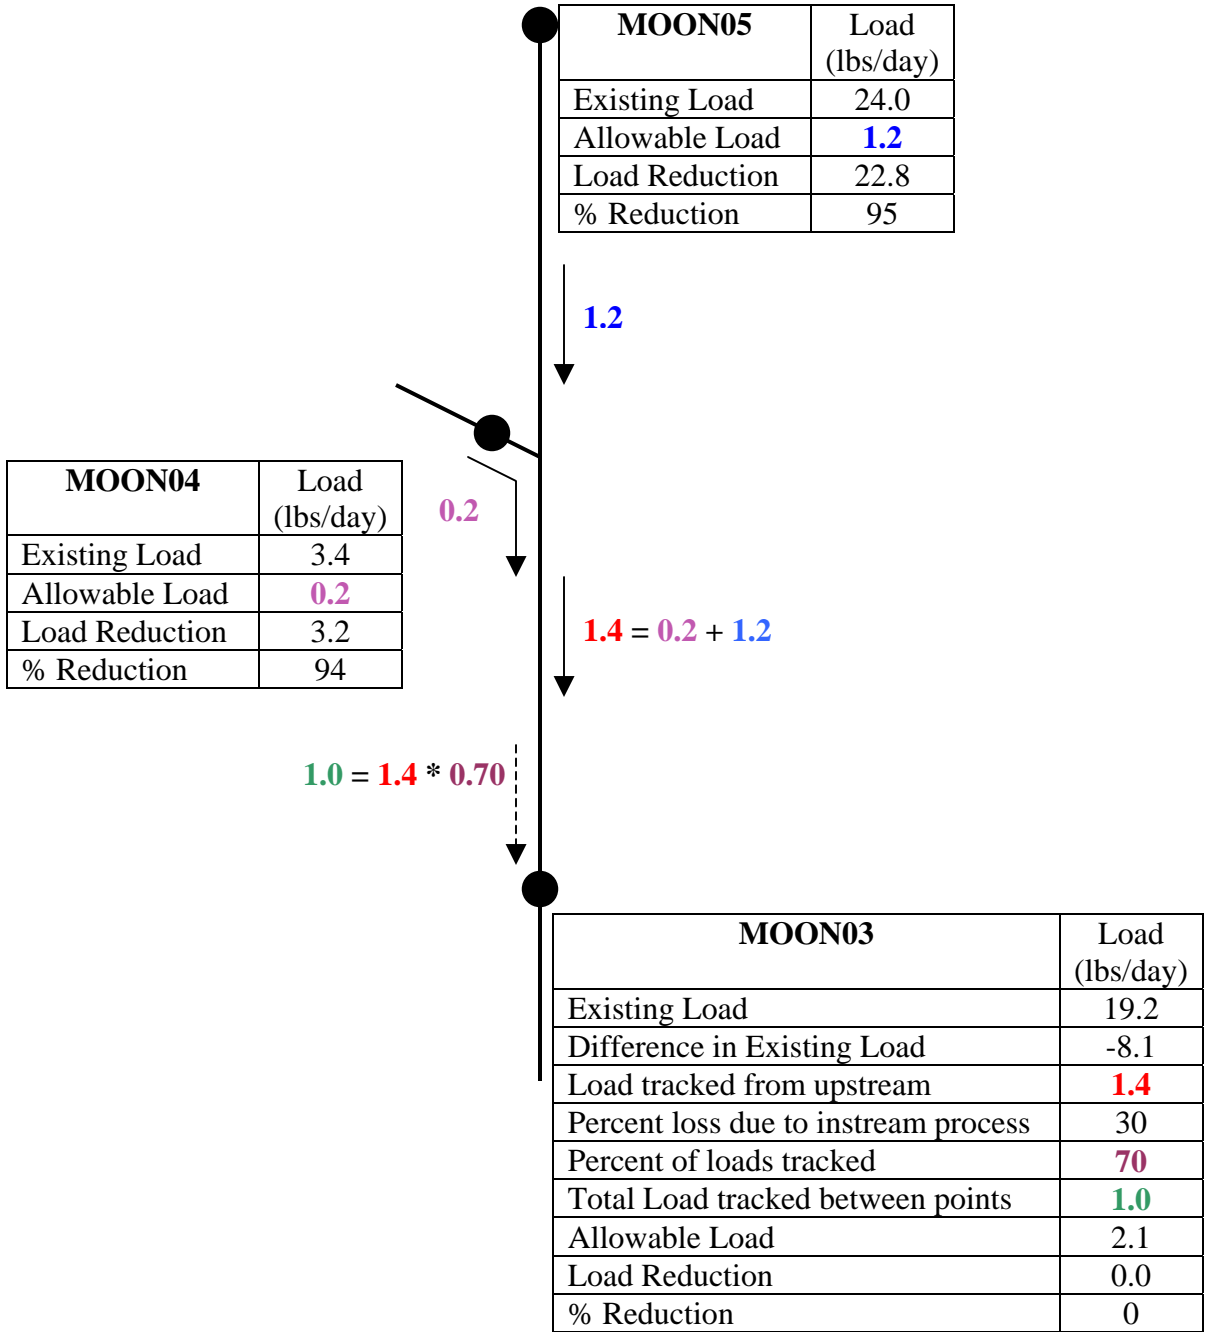 MOON05 Load
(lbs/day)
Existing Load 24.0
Allowable Load 1.2
Load Reduction 22.8
% Reduction 95
1.2
MOON04 Load
(lbs/day)
Existing Load 3.4
Allowable Load 0.2
Load Reduction 3.2
% Reduction 94
0.2
1.4 = 0.2 + 1.2
1.0 = 1.4 * 0.70
MOON03 Load
(lbs/day)
Existing Load 19.2
Difference in Existing Load -8.1
Load tracked from upstream 1.4
Percent loss due to instream process 30
Percent of loads tracked 70
Total Load tracked between points 1.0
Allowable Load 2.1
Load Reduction 0.0
% Reduction 0